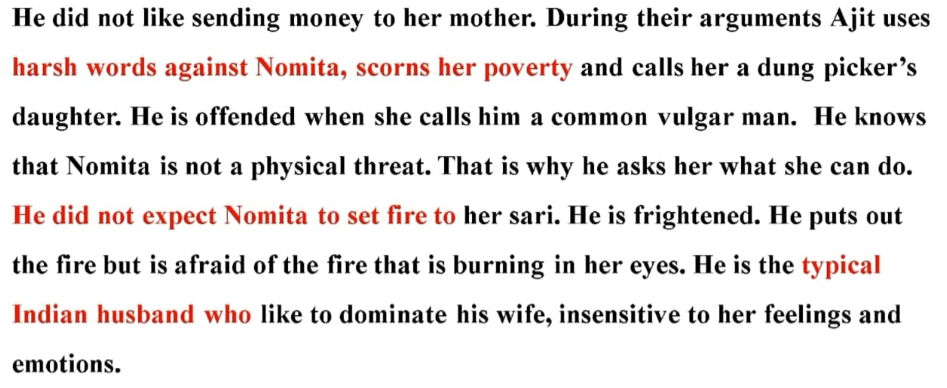 He did not like sending money to her mother. During their arguments Ajit uses
harsh words against Nomita, scorns her poverty and calls her a dung picker’s
daughter. He is offended when she calls him a common vulgar man. He knows
that Nomita is not a physical threat. That is why he asks her what she can do.
He did not expect Nomita to set fire to her sari. He is frightened. He puts out
the fire but is afraid of the fire that is burning in her eyes. He is the typical
Indian husband who like to dominate his wife, insensitive to her feelings and
emotions.